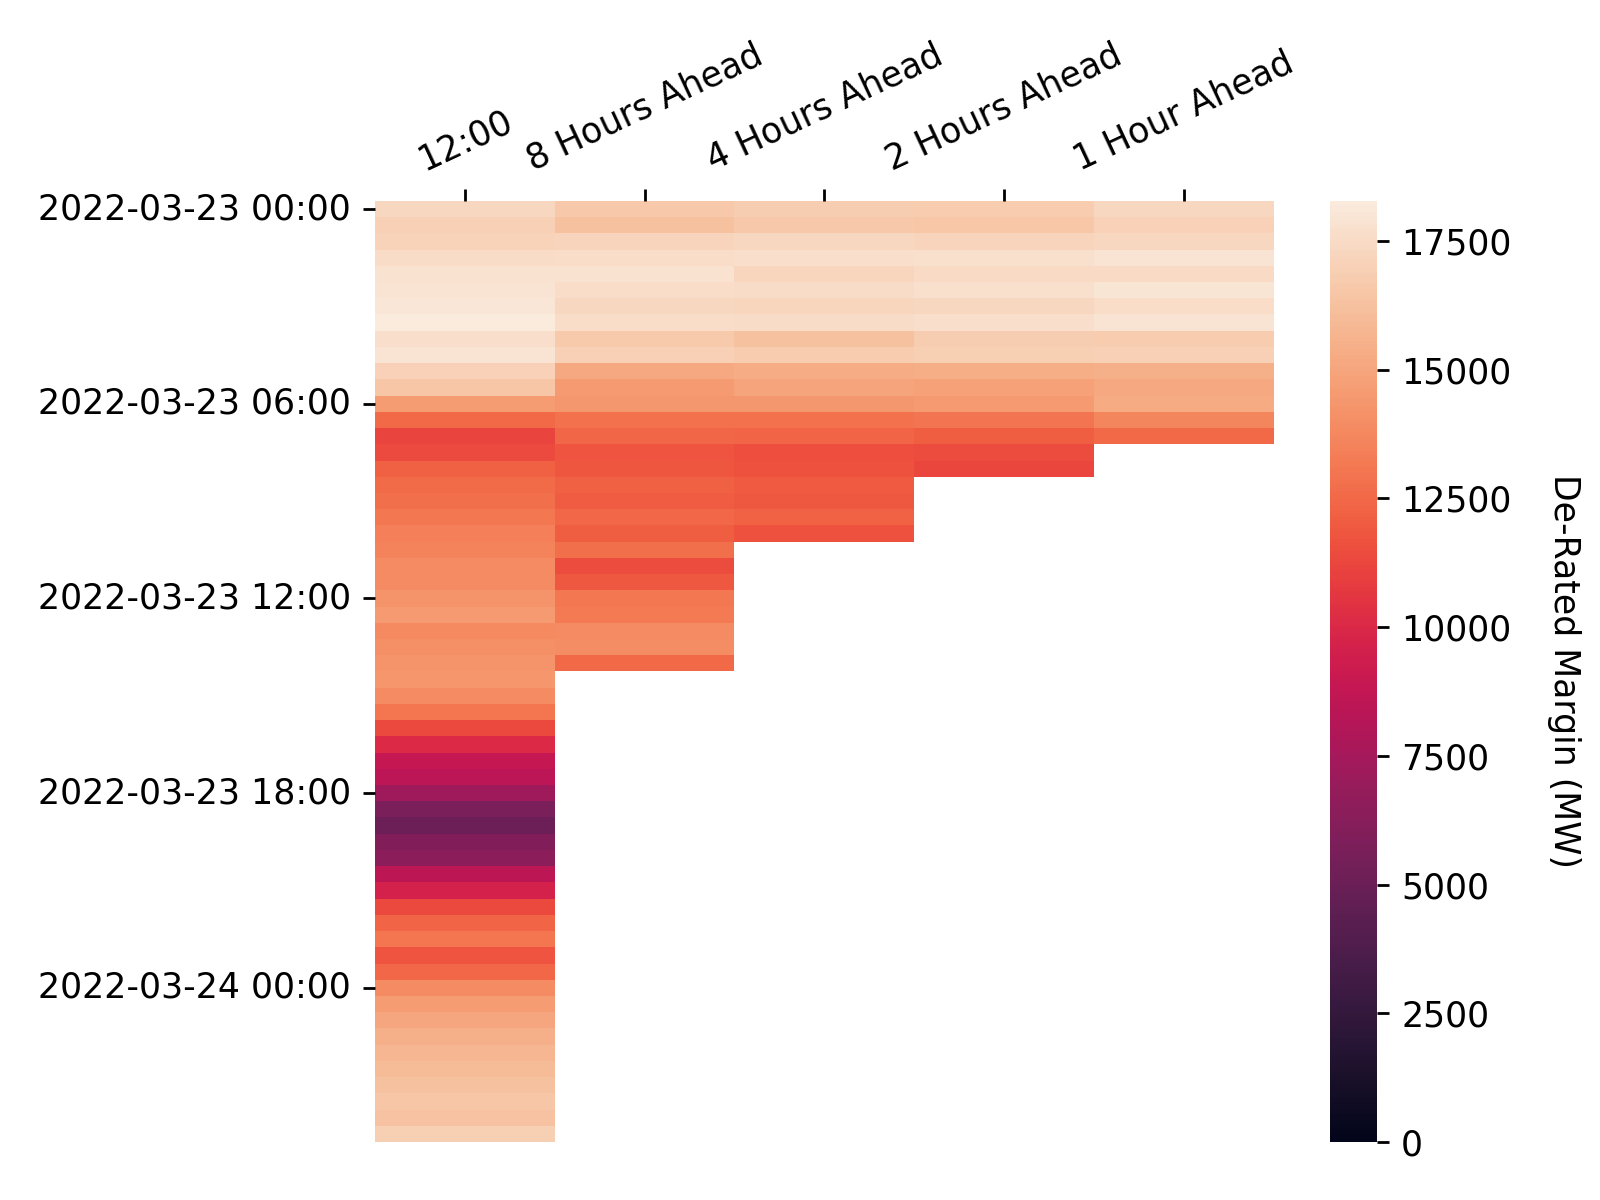 12:00
8 Hours Ahead
4 Hours Ahead
2 Hours Ahead
1 Hour Ahead
2022-03-23 00:00
2022-03-23 06:00
2022-03-23 12:00
2022-03-23 18:00
2022-03-24 00:00
17500
15000
12500
10000
7500
5000
2500
0
De-Rated Margin (MW)